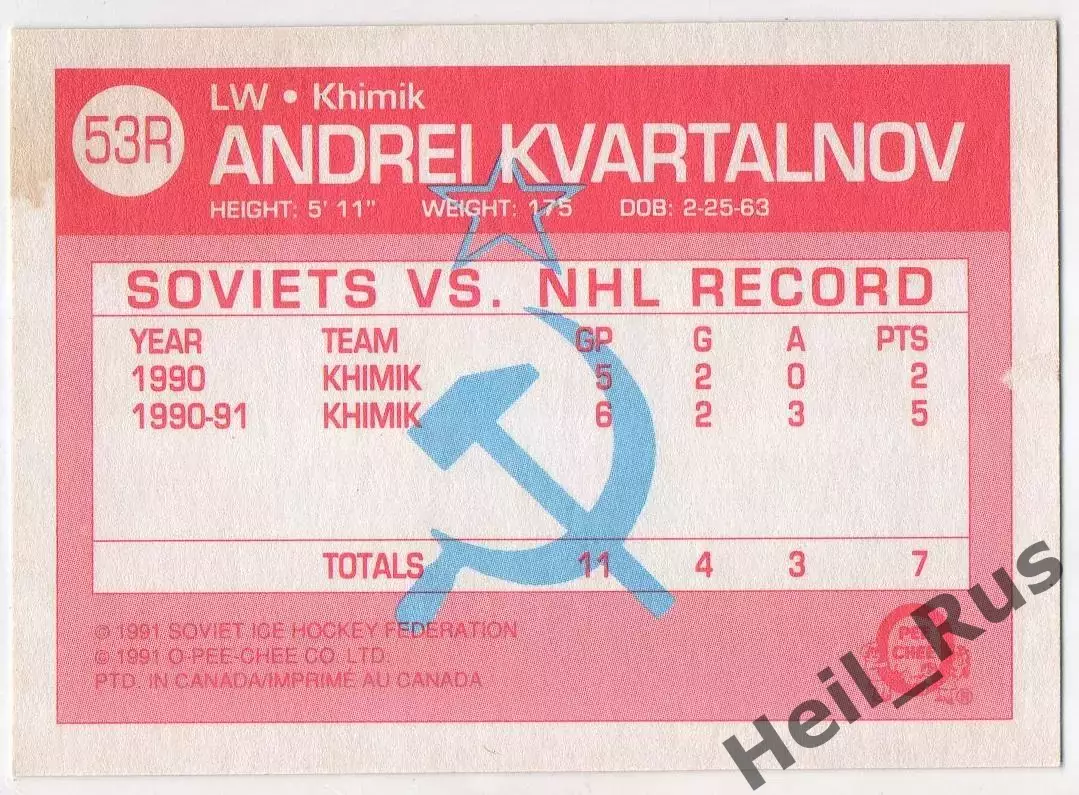 53R
LW • Khimik
ANDREI KVARTALNOV
HEIGHT: 5' 11" WEIGHT: 175 DOB: 2-25-63
SOVIETS VS. NHL RECORD
YEAR TEAM GP G A PTS
1990 KHIMIK 5 2 0 2
1990-91 KHIMIK 6 2 3 5
TOTALS 11 4 3 7
© 1991 SOVIET ICE HOCKEY FEDERATION
© 1991 O-PEE-CHEE CO. LTD.
PTD. IN CANADA/IMPRIMÉ AU CANADA
PEE
CHEE
®
Heil_Rus